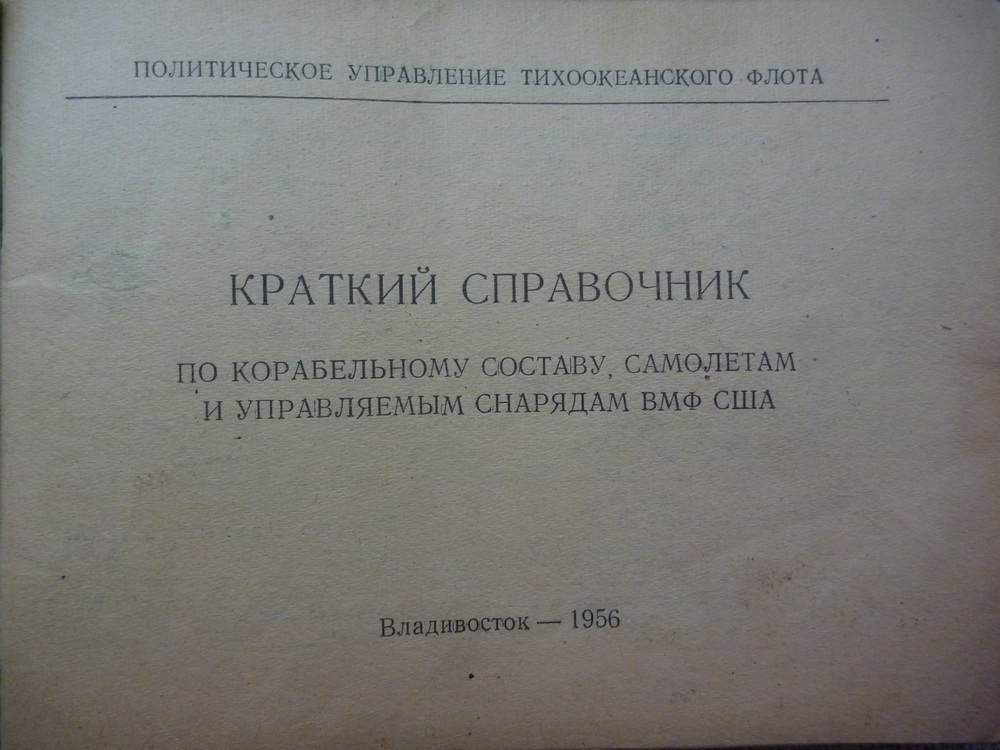 ПОЛИТИЧЕСКОЕ УПРАВЛЕНИЕ ТИХООКЕАНСКОГО ФЛОТА
КРАТКИЙ СПРАВОЧНИК
ПО КОРАБЕЛЬНОМУ СОСТАВУ, САМОЛЕТАМ
И УПРАВЛЯЕМЫМ СНАРЯДАМ ВМФ США
Владивосток — 1956